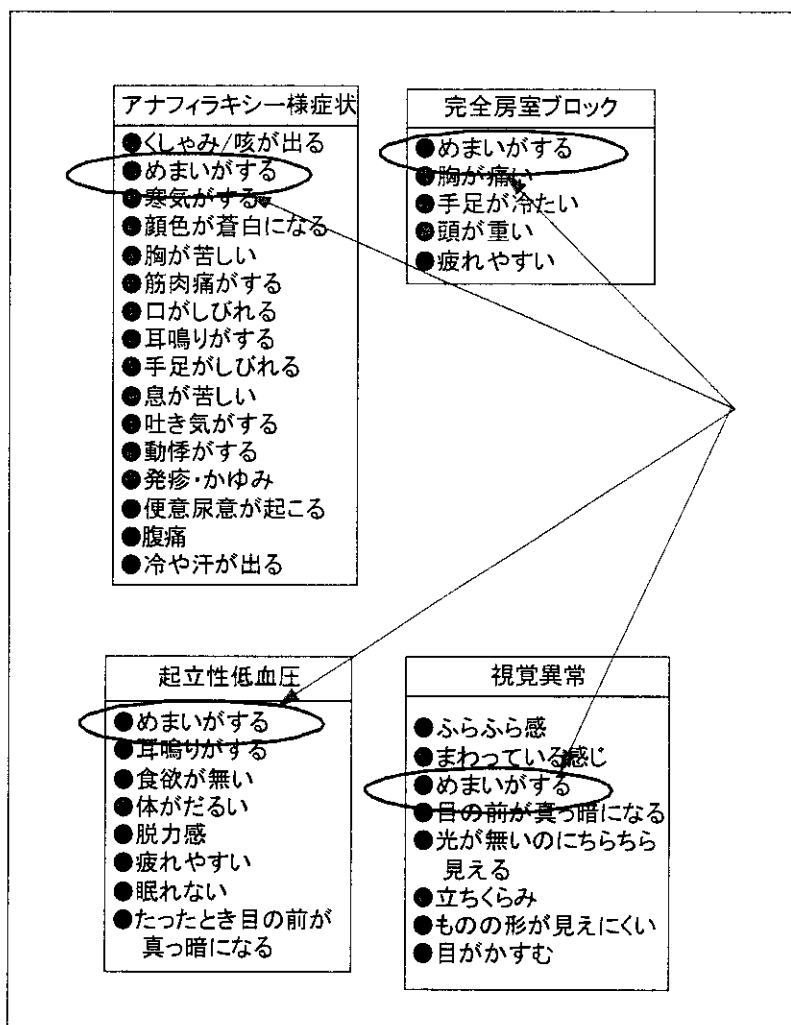 アナフィラキシー様症状
●くしゃみ/咳が出る
●めまいがする
●寒気がする
●顔色が蒼白になる
●胸が苦しい
●筋肉痛がする
●口がしびれる
●耳鳴りがする
●手足がしびれる
●息が苦しい
●吐き気がする
●動悸がする
●発疹・かゆみ
●便意尿意が起こる
●腹痛
●冷や汗が出る
完全房室ブロック
●めまいがする
●胸が痛い
●手足が冷たい
●頭が重い
●疲れやすい
起立性低血圧
●めまいがする
●耳鳴りがする
●食欲が無い
●体がだるい
●脱力感
●疲れやすい
●眠れない
●たったとき目の前が
真っ暗になる
視覚異常
●ふらふら感
●まわっている感じ
●めまいがする
●目の前が真っ暗になる
●光が無いのにちらちら
見える
●立ちくらみ
●ものの形が見えにくい
●目がかすむ